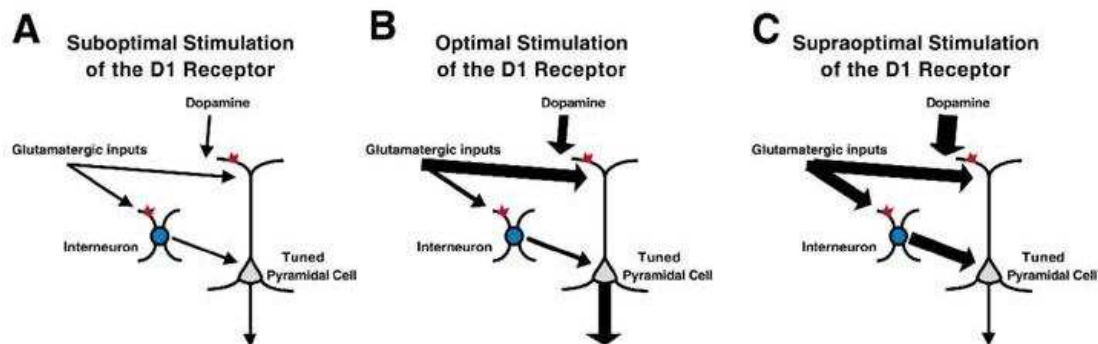 A
Suboptimal Stimulation
of the D1 Receptor
Dopamine
Glutamatergic inputs
Interneuron
Tuned
Pyramidal Cell
B
Optimal Stimulation
of the D1 Receptor
Dopamine
Glutamatergic inputs
Interneuron
Tuned
Pyramidal Cell
C
Supraoptimal Stimulation
of the D1 Receptor
Dopamine
Glutamatergic inputs
Interneuron
Tuned
Pyramidal Cell